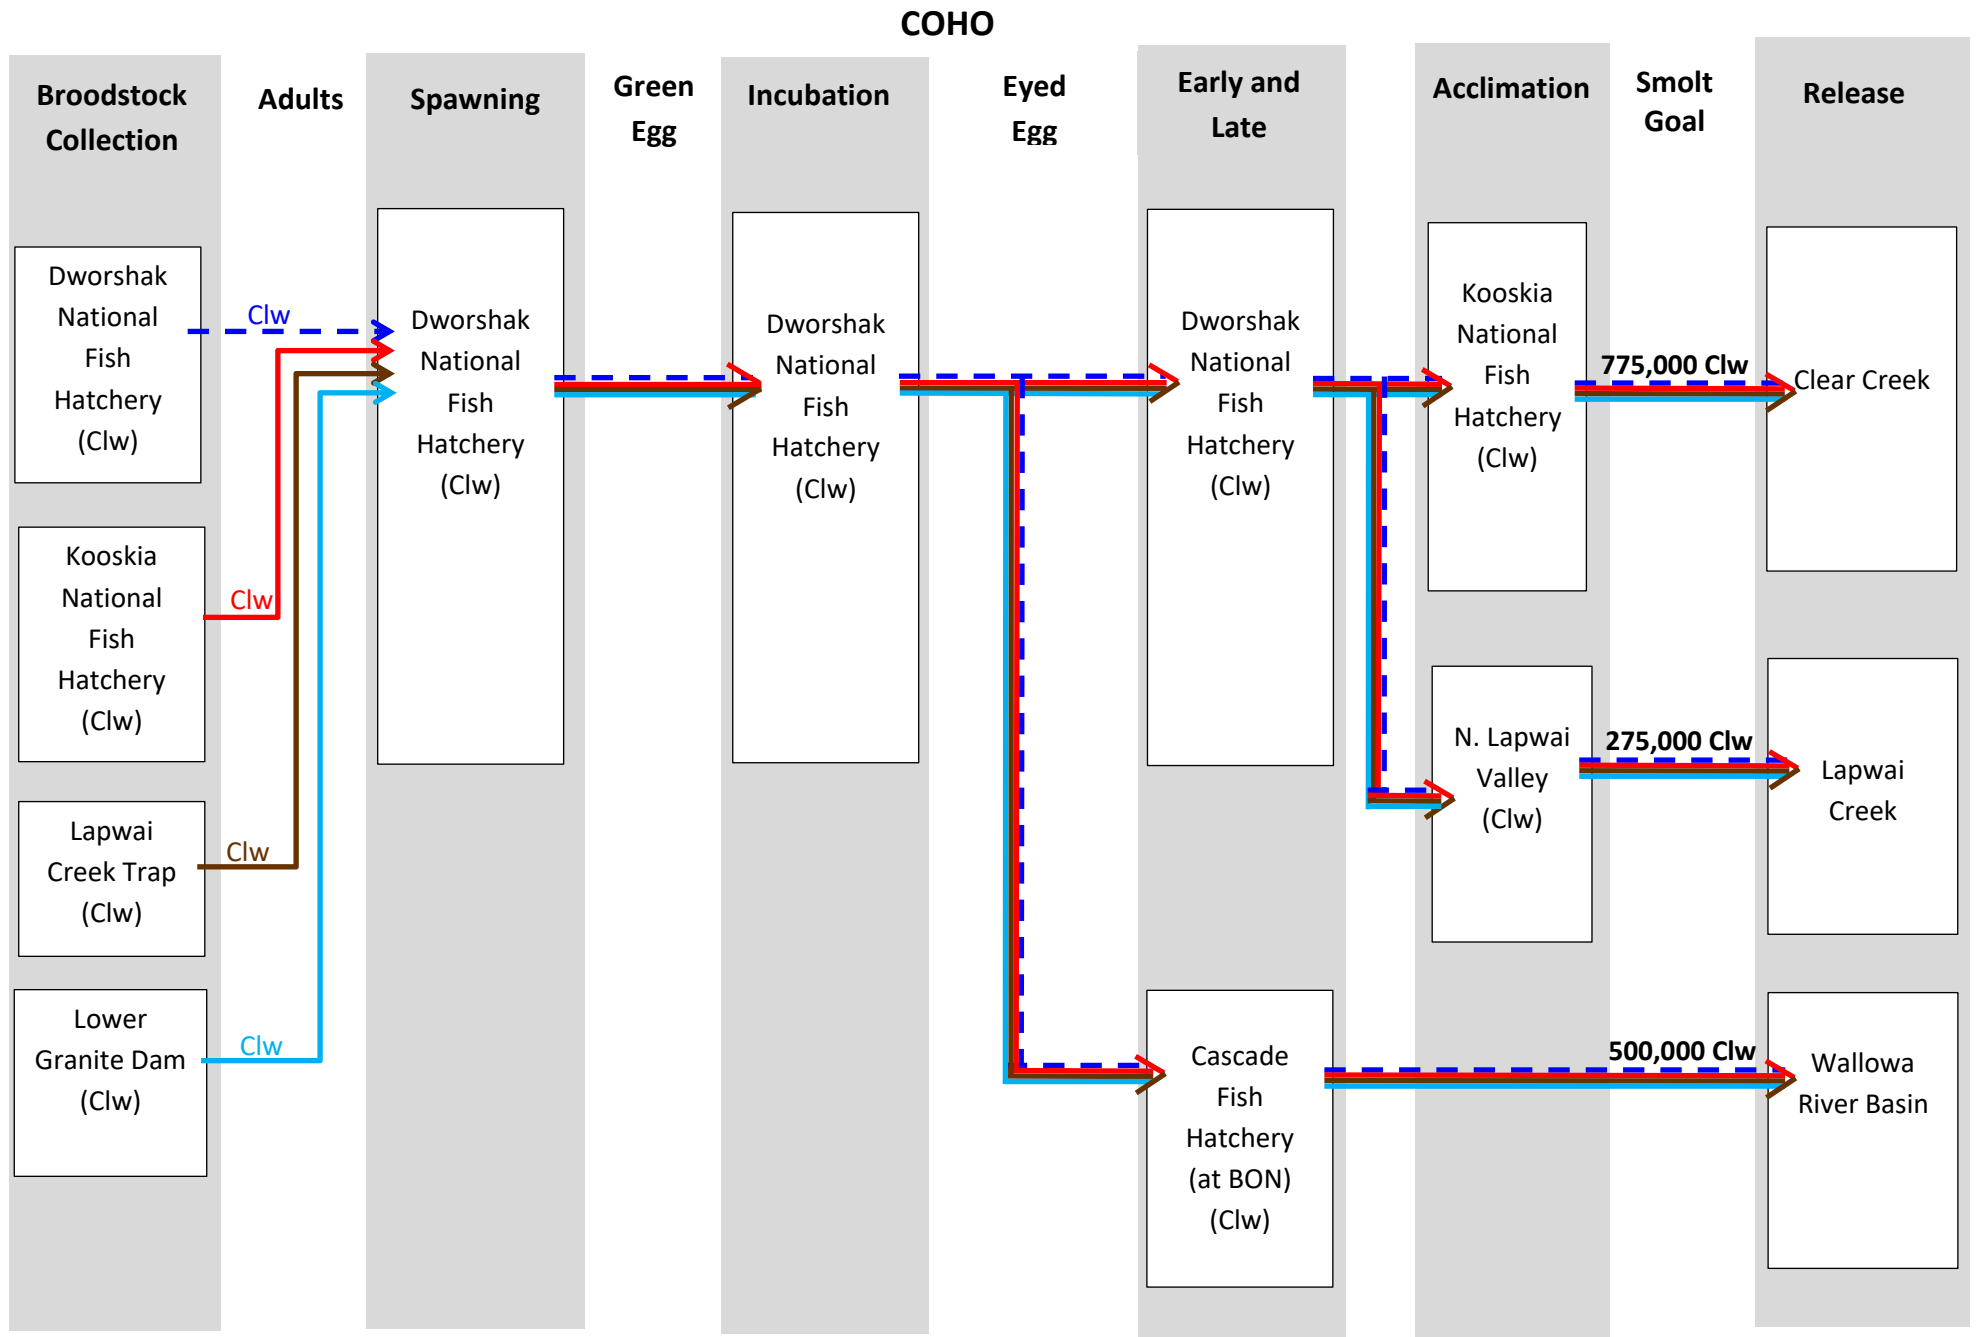 COHO
Broodstock
Collection
Adults
Spawning
Green
Egg
Incubation
Eyed
Egg
Early and
Late
Acclimation
Smolt
Goal
Release
Dworshak
National
Fish
Hatchery
(Clw)
Clw
Kooskia
National
Fish
Hatchery
(Clw)
Clw
Lapwai
Creek Trap
(Clw)
Clw
Lower
Granite Dam
(Clw)
Clw
Dworshak
National
Fish
Hatchery
(Clw)
Dworshak
National
Fish
Hatchery
(Clw)
Dworshak
National
Fish
Hatchery
(Clw)
Cascade
Fish
Hatchery
(at BON)
(Clw)
Kooskia
National
Fish
Hatchery
(Clw)
N. Lapwai
Valley
(Clw)
775,000 Clw
275,000 Clw
500,000 Clw
Clear Creek
Lapwai
Creek
Wallowa
River Basin